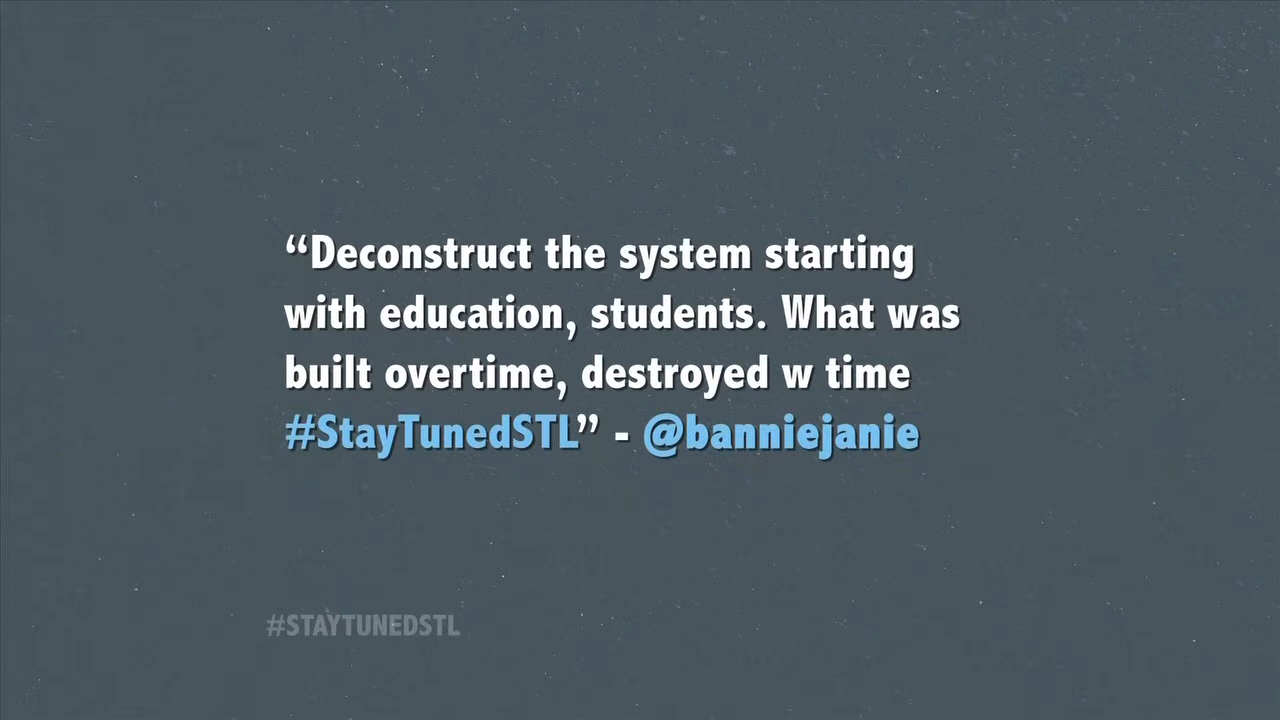 “Deconstruct the system starting
with education, students. What was
built overtime, destroyed w time
#StayTunedSTL” - @banniejanie
#STAYTUNEDSTL